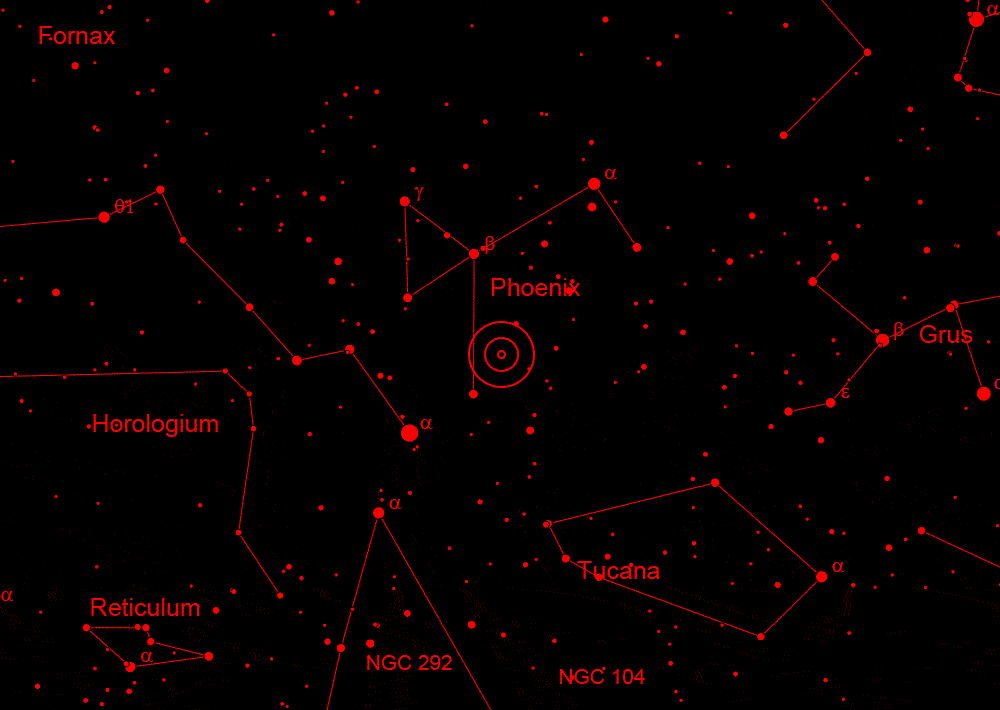 α
Fornax
α
γ
θ1
β
Phoenix
β
Grus
α
ε
Horologium
α
α
α
Tucana
α
Reticulum
α
NGC 292
NGC 104